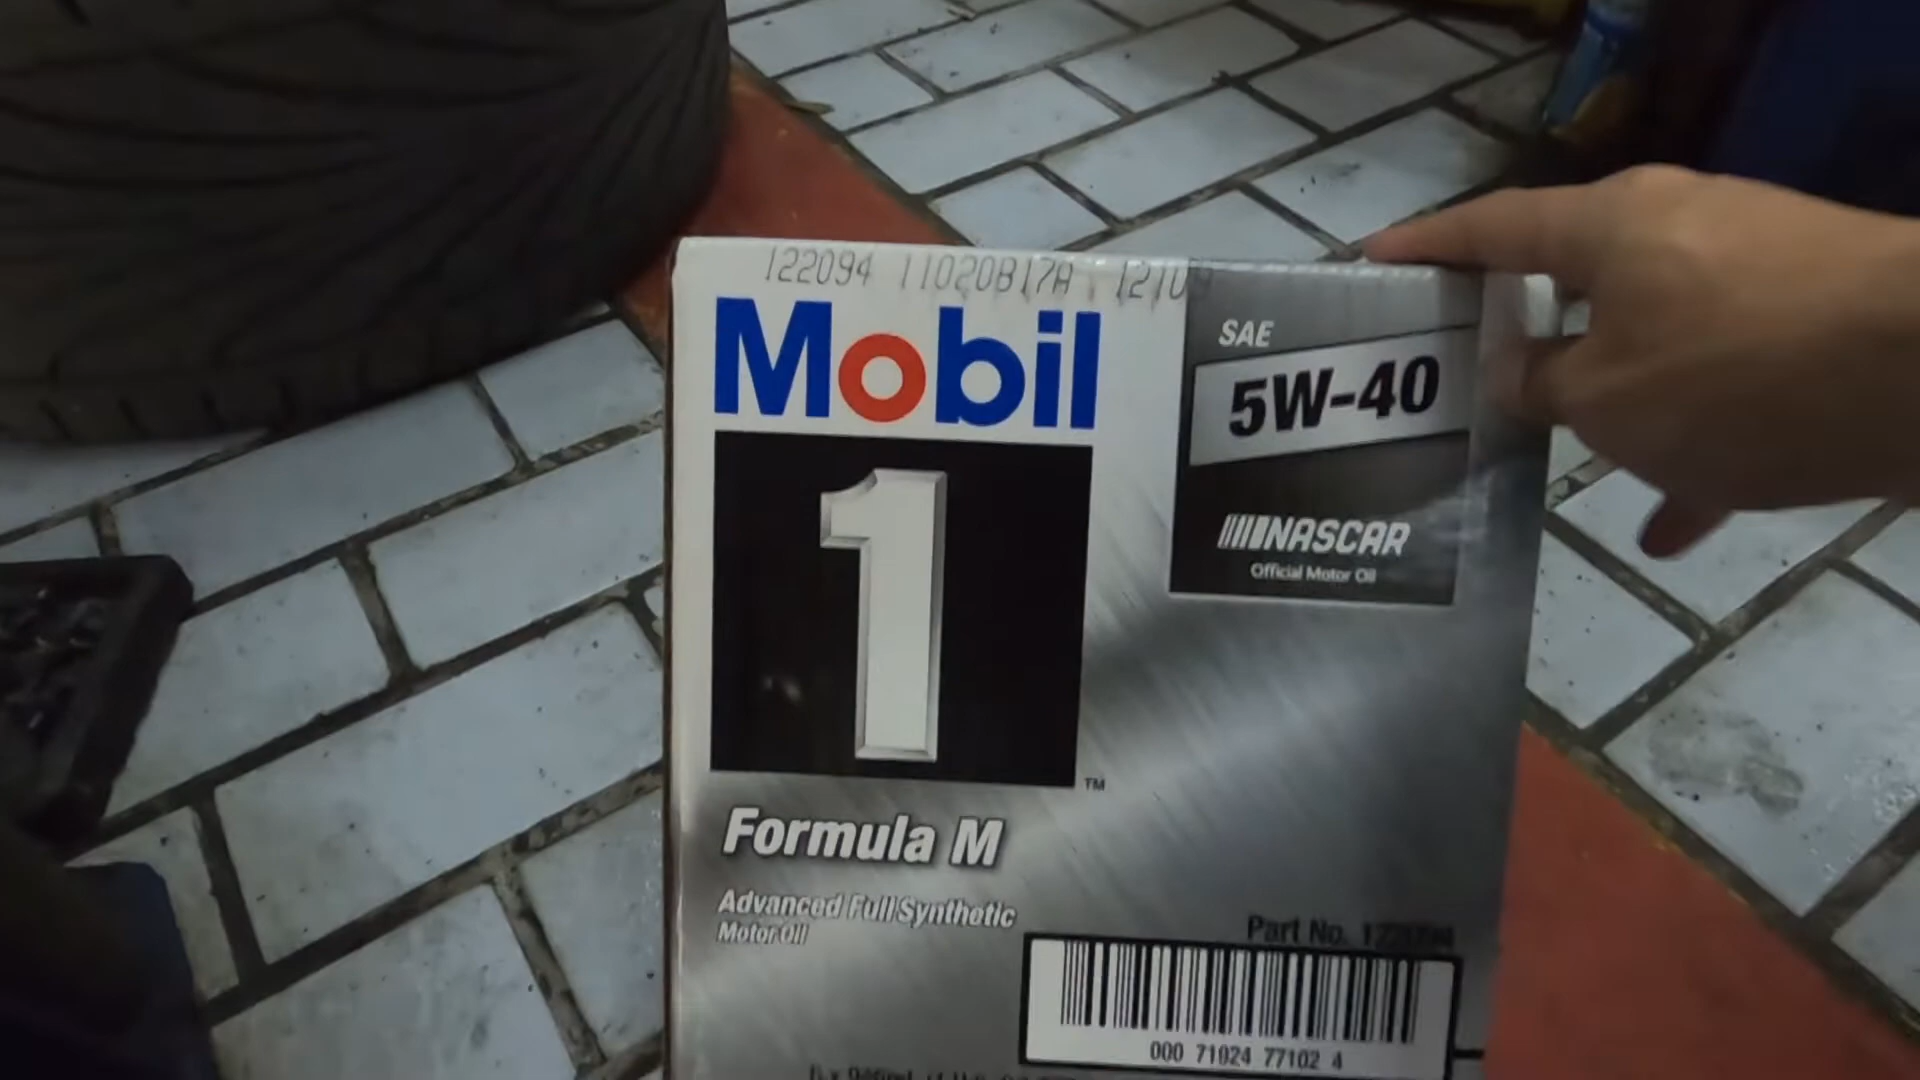 122094 11020B17A
Mobil
1
TM
SAE
5W-40
NASCAR
Official Motor Oil
Formula M
Advanced Full Synthetic
Motor Oil
Part No.
000 71924 77102 4